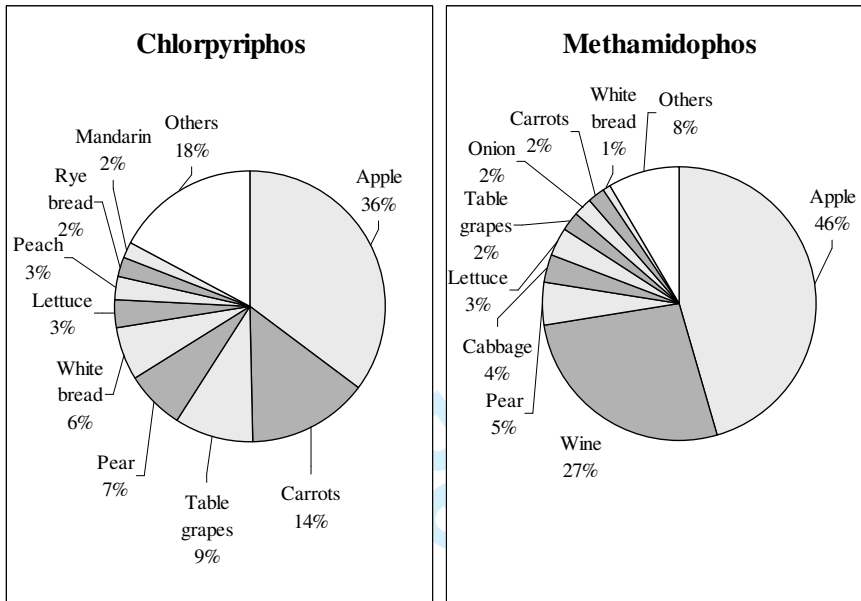 Chlorpyriphos
Others
18%
Apple
36%
Carrots
14%
Table
grapes
9%
Pear
7%
White
bread
6%
Lettuce
3%
Peach
3%
Rye
bread
2%
Mandarin
2%
Methamidophos
Others
8%
Apple
46%
Wine
27%
Pear
5%
Cabbage
4%
Lettuce
3%
Table
grapes
2%
Onion
2%
Carrots
2%
White
bread
1%